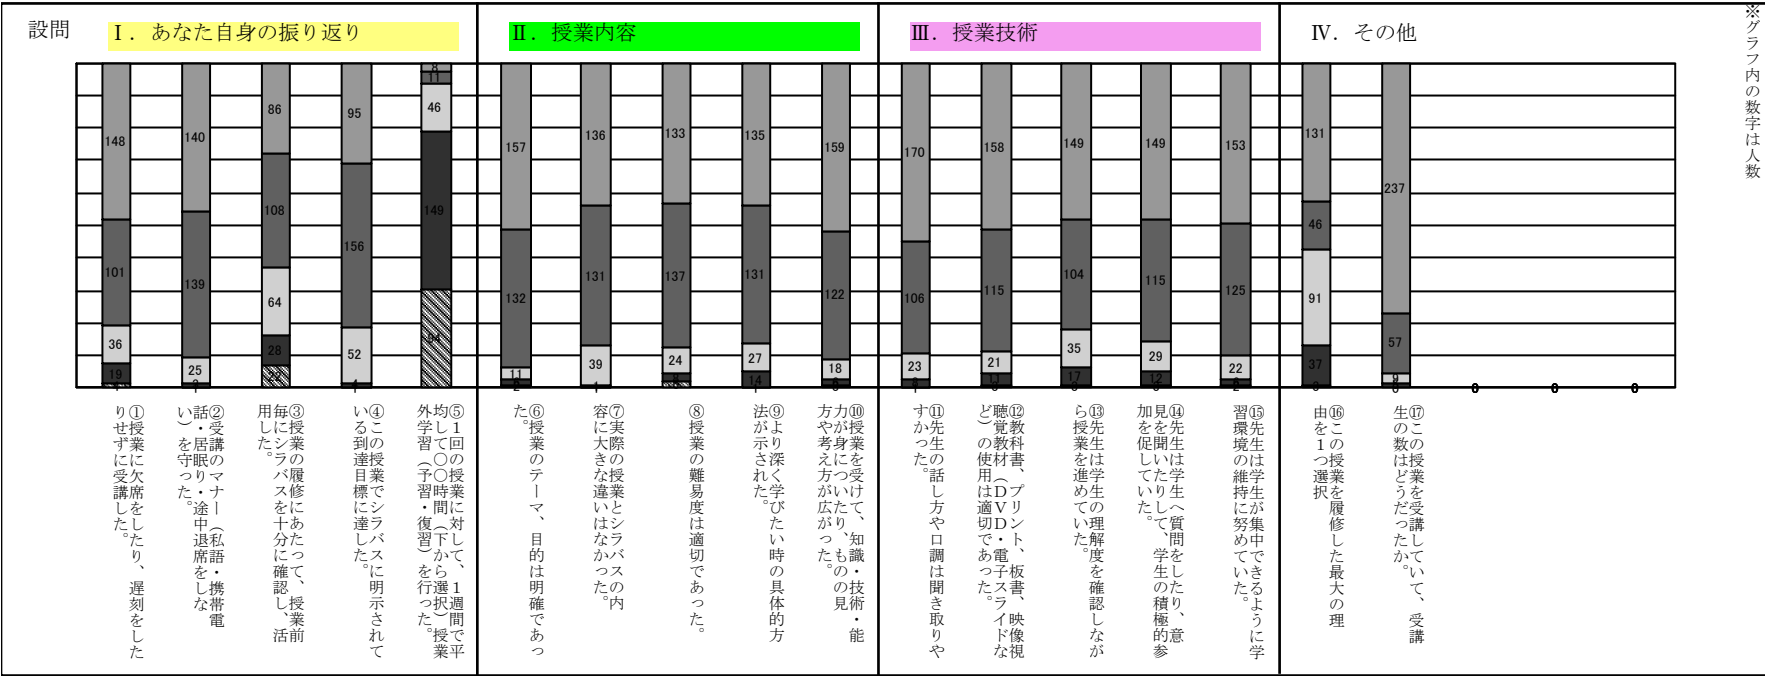 設問
Ⅰ．あなた自身の振り返り
Ⅱ．授業内容
Ⅲ．授業技術
Ⅳ．その他
※グラフ内の数字は人数
148
101
36
19
4
140
139
25
3
86
108
64
28
22
95
156
52
4
8
11
46
149
94
157
132
11
2
136
131
39
1
133
137
24
8
135
131
27
14
1
159
122
18
170
106
23
8
1
158
115
21
11
149
104
35
17
149
115
29
12
153
125
22
2
131
46
91
37
237
57
9
0
0
0
①授業に欠席をしたり、遅刻をした
りせずに受講した。
②受講のマナー（私語・携帯電
話・居眠り・途中退席をしな
い）を守った。
③授業の履修にあたって、授業前
毎にシラバスを十分に確認し、活
用した。
④この授業でシラバスに明示されて
いる到達目標に達した。
⑤１回の授業に対して、１週間で平
均して〇〇時間（下から選択）授業
外学習（予習・復習）を行った。
⑥授業のテーマ、目的は明確であっ
た。
⑦実際の授業とシラバスの内
容に大きな違いはなかった。
⑧授業の難易度は適切であった。
⑨より深く学びたい時の具体的方
法が示された。
⑩授業を受けて、知識・技術・能
力が身についたり、ものの見
方や考え方が広がった。
⑪先生の話し方や口調は聞き取りや
すかった。
⑫教科書、プリント、板書、映像視
聴覚教材（ＤＶＤ・電子スライドな
ど）の使用は適切であった。
⑬先生は学生の理解度を確認しなが
ら授業を進めていた。
⑭先生は学生へ質問をしたり、意
見を聞いたりして、学生の積極的参
加を促していた。
⑮先生は学生が集中できるように学
習環境の維持に努めていた。
⑯この授業を履修した最大の理
由を１つ選択
⑰この授業を受講していて、受講
生の数はどうだったか。